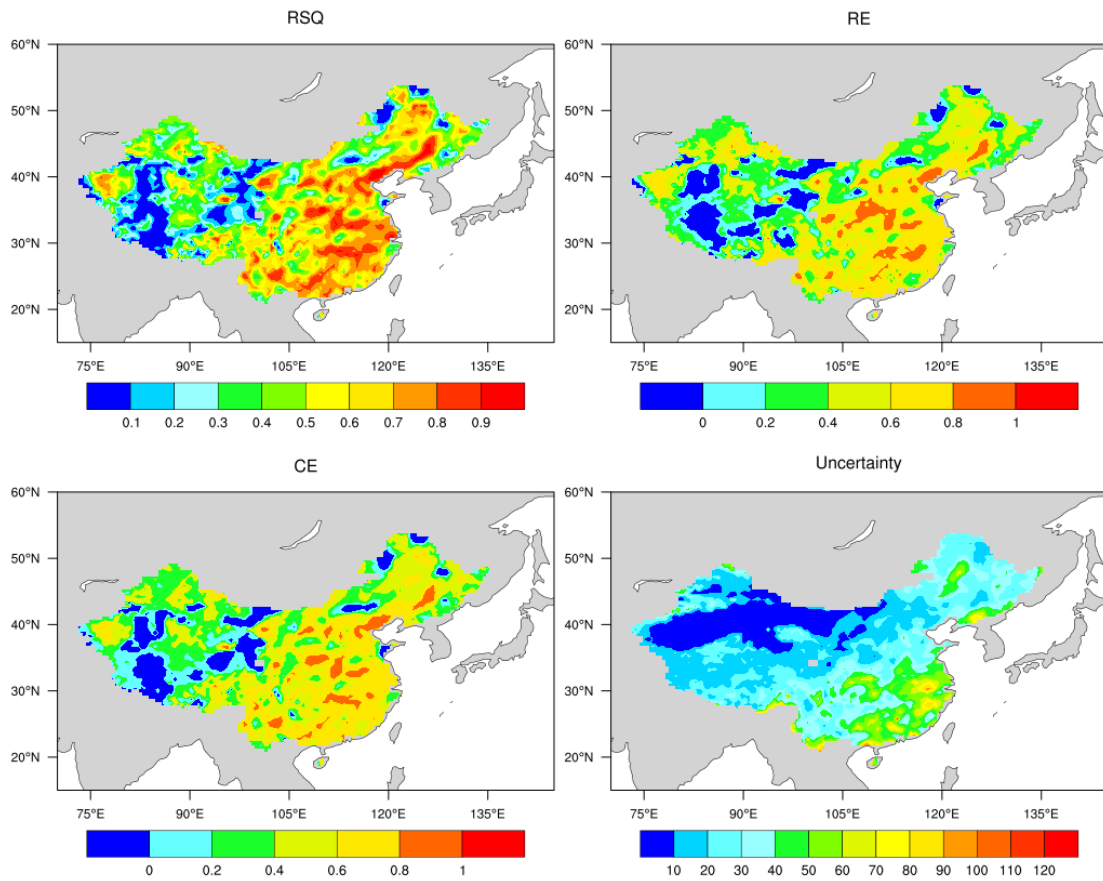 RSQ
RE
60°N
50°N
40°N
30°N
20°N
75°E 90°E 105°E 120°E 135°E
0.1 0.2 0.3 0.4 0.5 0.6 0.7 0.8 0.9
60°N
50°N
40°N
30°N
20°N
75°E 90°E 105°E 120°E 135°E
0 0.2 0.4 0.6 0.8 1
CE
Uncertainty
60°N
50°N
40°N
30°N
20°N
75°E 90°E 105°E 120°E 135°E
0 0.2 0.4 0.6 0.8 1
60°N
50°N
40°N
30°N
20°N
75°E 90°E 105°E 120°E 135°E
10 20 30 40 50 60 70 80 90 100 110 120